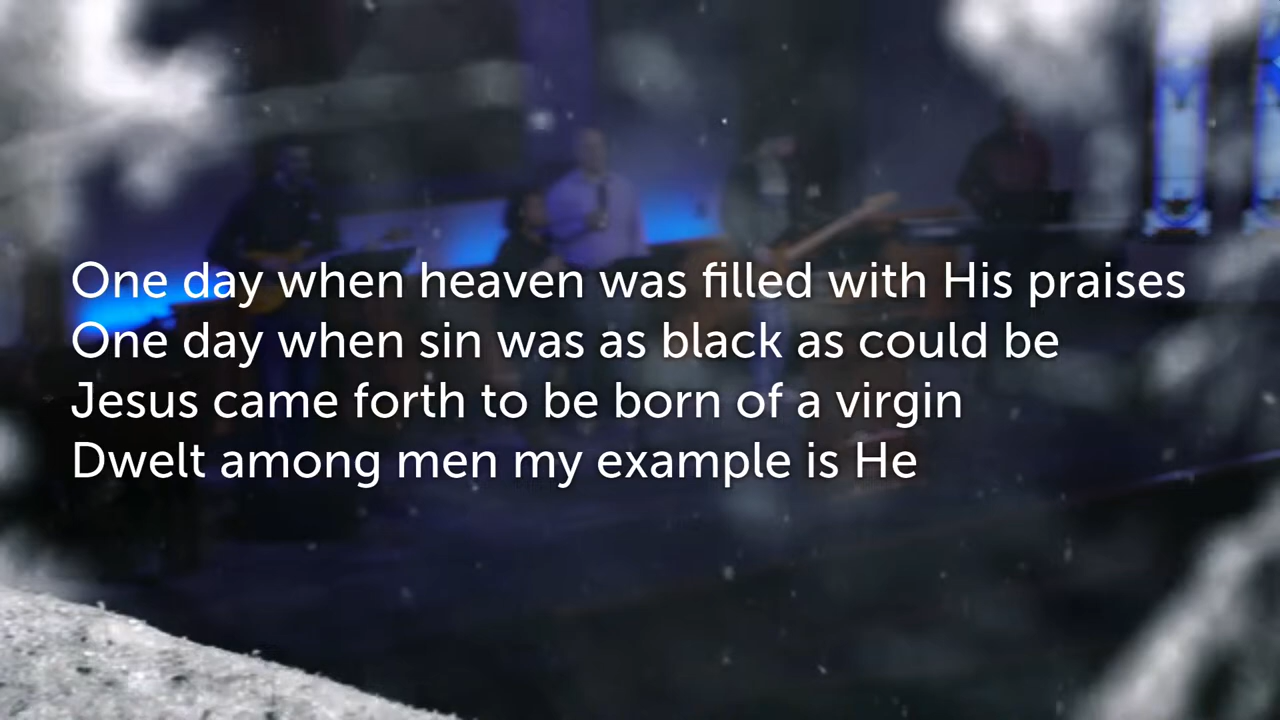 One day when heaven was filled with His praises
One day when sin was as black as could be
Jesus came forth to be born of a virgin
Dwelt among men my example is He